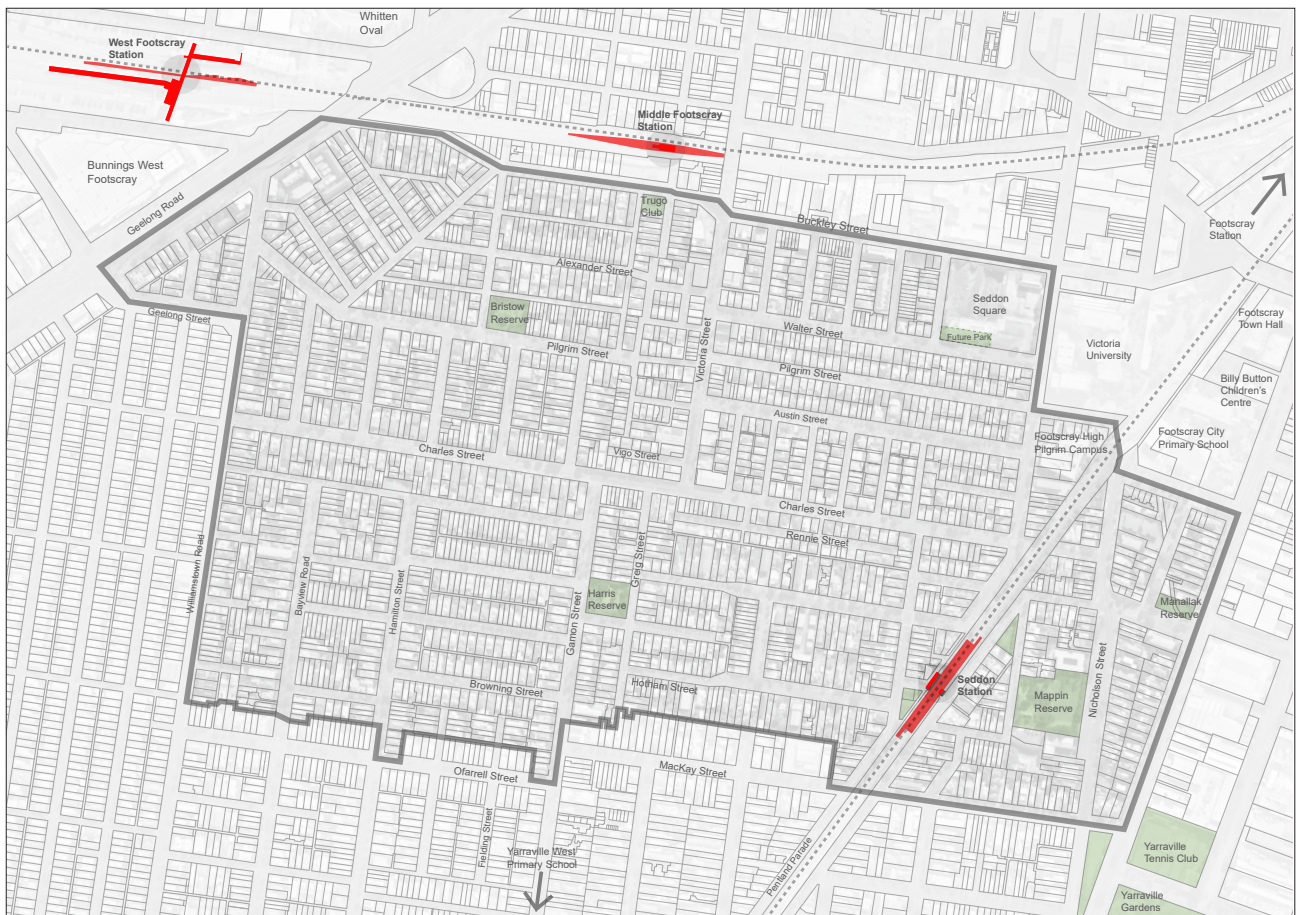 Whitten
Oval
West Footscray
Station
Middle Footscray
Station
Bunnings West
Footscray
Geelong Road
Trugo
Club
Buckley Street
Footscray
Station
Alexander Street
Seddon
Square
Bristow
Reserve
Geelong Street
Footscray
Town Hall
Walter Street
Future Park
Victoria Street
Victoria
University
Pilgrim Street
Pilgrim Street
Billy Button
Children's
Centre
Austin Street
Footscray High
Pilgrim Campus
Footscray City
Primary School
Charles Street
Vigo Street
Charles Street
Rennie Street
Greig Street
Williamstown Road
Bayview Road
Hamilton Street
Harris
Reserve
Manallak
Reserve
Gamon Street
Nicholson Street
Browning Street
Hotham Street
Seddon
Station
Mappin
Reserve
Ofarrell Street
MacKay Street
Fielding Street
Yarraville West
Primary School
Pentland Parade
Yarraville
Tennis Club
Yarraville
Gardens